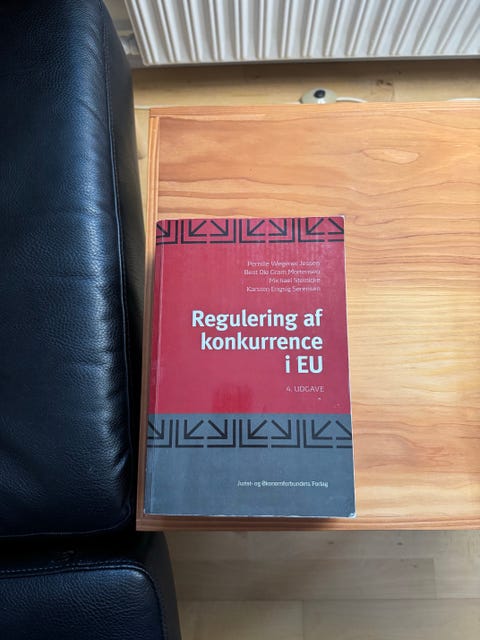 Pernille Wegener Jessen
Bent Ole Gram Mortensen
Michael Steinicke
Karsten Engsig Sørensen
Regulering af
konkurrence
i EU
4. UDGAVE
Jurist- og Økonomforbundets Forlag